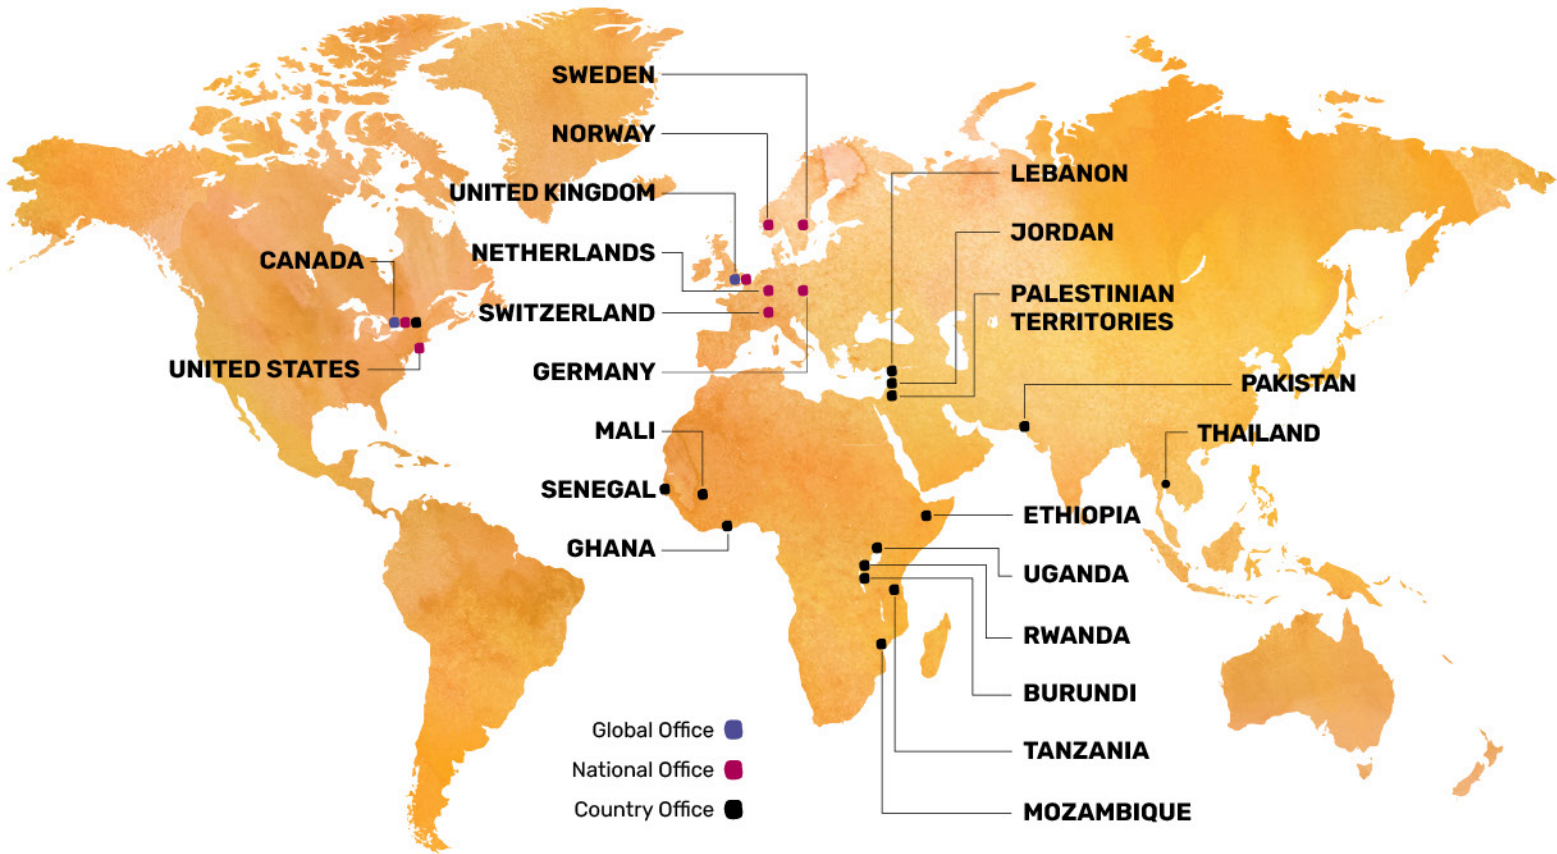 SWEDEN
NORWAY
UNITED KINGDOM
NETHERLANDS
SWITZERLAND
GERMANY
CANADA
UNITED STATES
MALI
SENEGAL
GHANA
LEBANON
JORDAN
PALESTINIAN
TERRITORIES
PAKISTAN
THAILAND
ETHIOPIA
UGANDA
RWANDA
BURUNDI
TANZANIA
MOZAMBIQUE
Global Office
National Office
Country Office